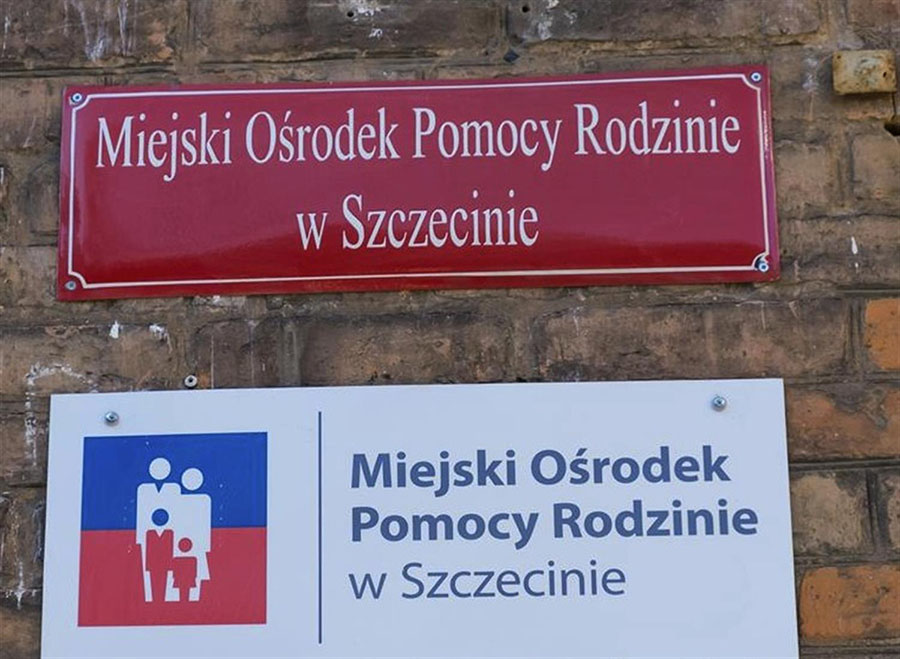 Miejski Ośrodek Pomocy Rodzinie
w Szczecinie
Miejski Ośrodek
Pomocy Rodzinie
w Szczecinie